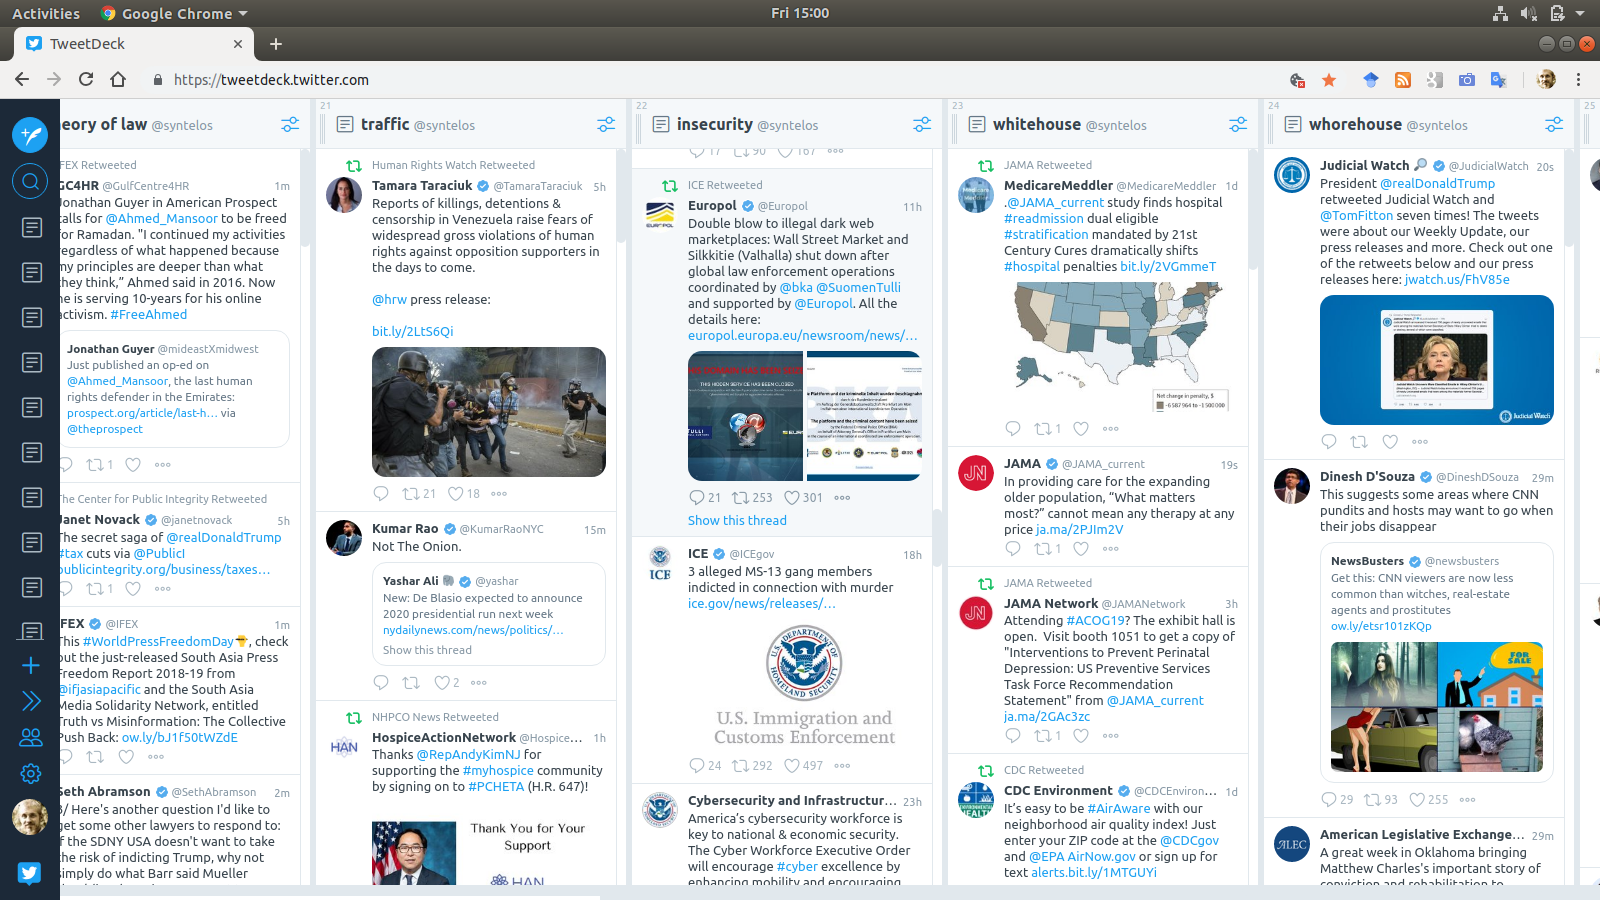 Activities
Google Chrome
Fri 15:00
TweetDeck
https://tweetdeck.twitter.com
eory of law @syntelos
FEX Retweeted
GC4HR @GulfCentre4HR 1m
Jonathan Guyer in American Prospect
calls for @Ahmed_Mansoor to be freed
for Ramadan. "I continued my activities
regardless of what happened because
my principles are deeper than what
they think,” Ahmed said in 2016. Now
he is serving 10-years for his online
activism. #FreeAhmed
Jonathan Guyer @mideastXmidwest
Just published an op-ed on
@Ahmed_Mansoor, the last human
rights defender in the Emirates:
prospect.org/article/last-h… via
@theprospect
1
The Center for Public Integrity Retweeted
Janet Novack @janetnovack 5h
The secret saga of @realDonaldTrump
#tax cuts via @PublicI
publicintegrity.org/business/taxes…
1
IFEX @IFEX 1m
This #WorldPressFreedomDay, check
out the just-released South Asia Press
Freedom Report 2018-19 from
@ifjasiapacific and the South Asia
Media Solidarity Network, entitled
Truth vs Misinformation: The Collective
Push Back: ow.ly/bJ1f50tWZdE
Seth Abramson @SethAbramson 2m
3/ Here's another question I'd like to
get some other lawyers to respond to:
if the SDNY USA doesn't want to take
the risk of indicting Trump, why not
simply do what Barr said Mueller
21
traffic @syntelos
Human Rights Watch Retweeted
Tamara Taraciuk @TamaraTaraciuk 5h
Reports of killings, detentions &
censorship in Venezuela raise fears of
widespread gross violations of human
rights against opposition supporters in
the days to come.
@hrw press release:
bit.ly/2LtS6Qi
21 18
Kumar Rao @KumarRaoNYC 15m
Not The Onion.
Yashar Ali @yashar
New: De Blasio expected to announce
2020 presidential run next week
nydailynews.com/news/politics/…
Show this thread
2
NHPCO News Retweeted
HospiceActionNetwork @Hospice… 1h
Thanks @RepAndyKimNJ for
supporting the #myhospice community
by signing on to #PCHETA (H.R. 647)!
HAN
Thank You for Your
Support
HAN
22
insecurity @syntelos
17 90 167
ICE Retweeted
Europol @Europol 11h
Double blow to illegal dark web
marketplaces: Wall Street Market and
Silkkitie (Valhalla) shut down after
global law enforcement operations
coordinated by @bka @SuomenTulli
and supported by @Europol. All the
details here:
europol.europa.eu/newsroom/news/…
THIS HIDDEN SERVICE HAS BEEN CLOSED
21 253 301
Show this thread
ICE @ICEgov 18h
3 alleged MS-13 gang members
indicted in connection with murder
ice.gov/news/releases/…
ICE
U.S. DEPARTMENT OF
HOMELAND SECURITY
U.S. Immigration and
Customs Enforcement
24 292 497
Cybersecurity and Infrastructur… 23h
America’s cybersecurity workforce is
key to national & economic security.
The Cyber Workforce Executive Order
will encourage #cyber excellence by
enhancing mobility and encouraging
23
whitehouse @syntelos
JAMA Retweeted
MedicareMeddler @MedicareMeddler 1d
.@JAMA_current study finds hospital
#readmission dual eligible
#stratification mandated by 21st
Century Cures dramatically shifts
#hospital penalties bit.ly/2VGmmeT
Net change in penalty, $
-6 587 964 to -1 500 000
1
JN
JAMA @JAMA_current 19s
In providing care for the expanding
older population, “What matters
most?” cannot mean any therapy at any
price ja.ma/2PJIm2V
1
JAMA Retweeted
JN
JAMA Network @JAMANetwork 3h
Attending #ACOG19? The exhibit hall is
open. Visit booth 1051 to get a copy of
"Interventions to Prevent Perinatal
Depression: US Preventive Services
Task Force Recommendation
Statement" from @JAMA_current
ja.ma/2GAc3zc
1
CDC Retweeted
CDC Environment @CDCEnviron… 1d
It’s easy to be #AirAware with our
neighborhood air quality index! Just
enter your ZIP code at the @CDCgov
and @EPA AirNow.gov or sign up for
text alerts.bit.ly/1MTGUYi
24
whorehouse @syntelos
Judicial Watch @JudicialWatch 20s
President @realDonaldTrump
retweeted Judicial Watch and
@TomFitton seven times! The tweets
were about our Weekly Update, our
press releases and more. Check out one
of the retweets below and our press
releases here: jwatch.us/FhV85e
Judicial Watch
Dinesh D'Souza @DineshDSouza 29m
This suggests some areas where CNN
pundits and hosts may want to go when
their jobs disappear
NewsBusters @newsbusters
Get this: CNN viewers are now less
common than witches, real-estate
agents and prostitutes
ow.ly/etsr101zKQp
FOR
SALE
29 93 255
ALEC
American Legislative Exchange… 29m
A great week in Oklahoma bringing
Matthew Charles's important story of
conviction and rehabilitation to
25